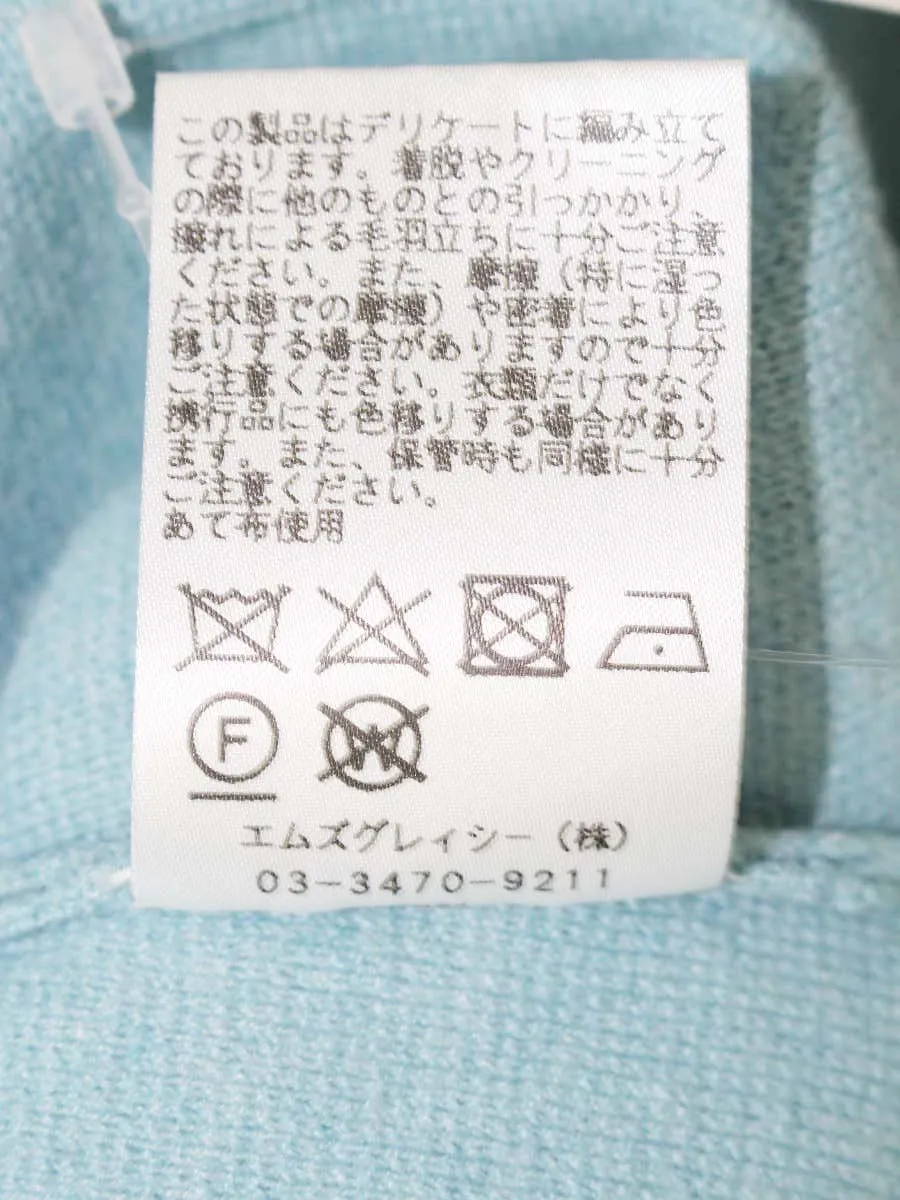 この製品はデリケートに編み立て
ております。着脱やクリーニング
の際に他のものとの引っかかり、
擦れによる毛羽立ちに十分ご注意
ください。また、摩擦（特に湿っ
た状態での摩擦）や密着により色
移りする場合がありますので十分
ご注意ください。衣類だけでなく
携行品にも色移りする場合があり
ます。また、保管時も同様に十分
ご注意ください。
あて布使用
F
W
エムズグレイシー（株）
03-3470-9211